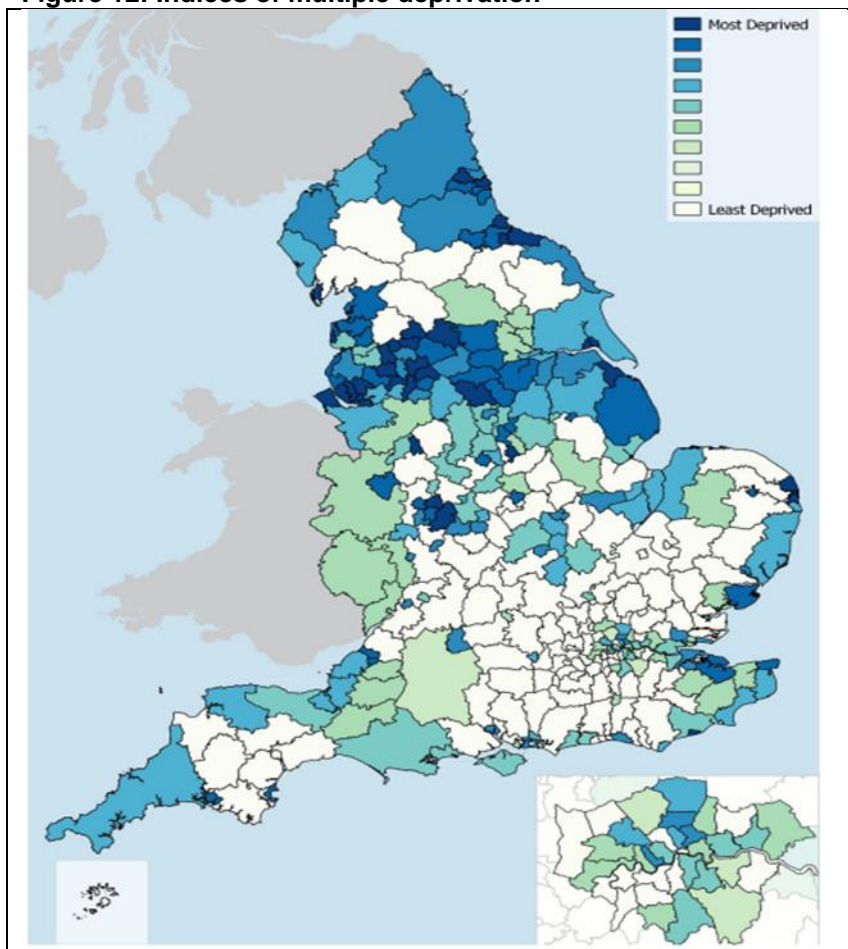 Figure 12: Indices of multiple deprivation
Most Deprived
Least Deprived